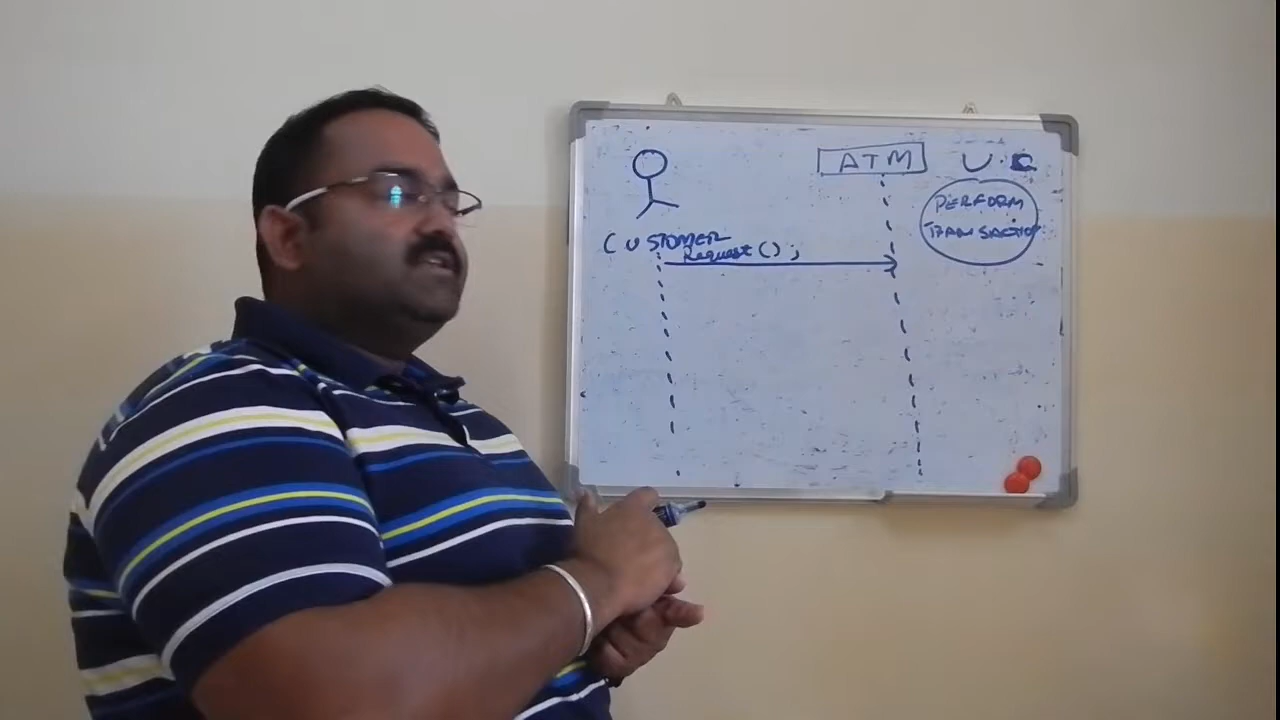 ATM
U.C
PERFORM
TRANSACTION
CUSTOMER
Request();